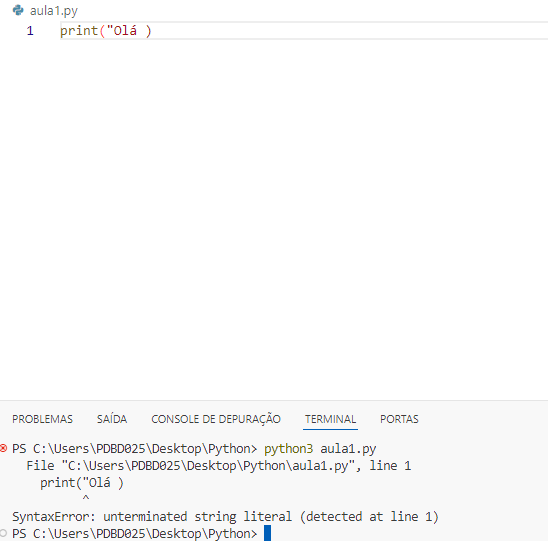 aula1.py
1 print("Olá )
PROBLEMAS SAÍDA CONSOLE DE DEPURAÇÃO TERMINAL PORTAS
PS C:\Users\PDBD025\Desktop\Python> python3 aula1.py
File "C:\Users\PDBD025\Desktop\Python\aula1.py", line 1
print("Olá )
^
SyntaxError: unterminated string literal (detected at line 1)
PS C:\Users\PDBD025\Desktop\Python>